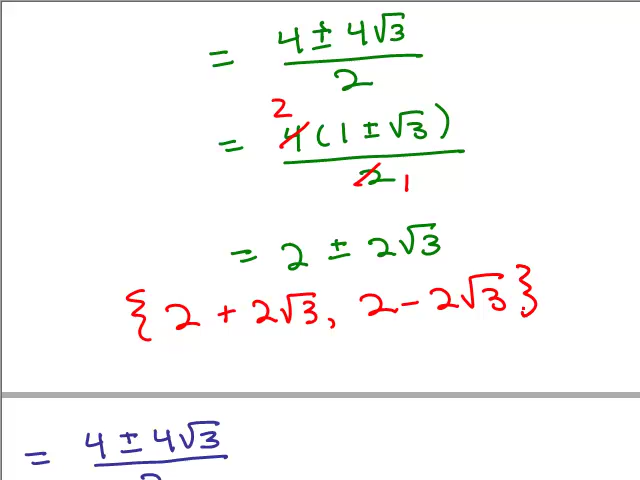 = (4 ± 4√3)/2
= 4(1 ± √3)/2
2 1
= 2 ± 2√3
{2 + 2√3, 2 - 2√3}
= 4 ± 4√3